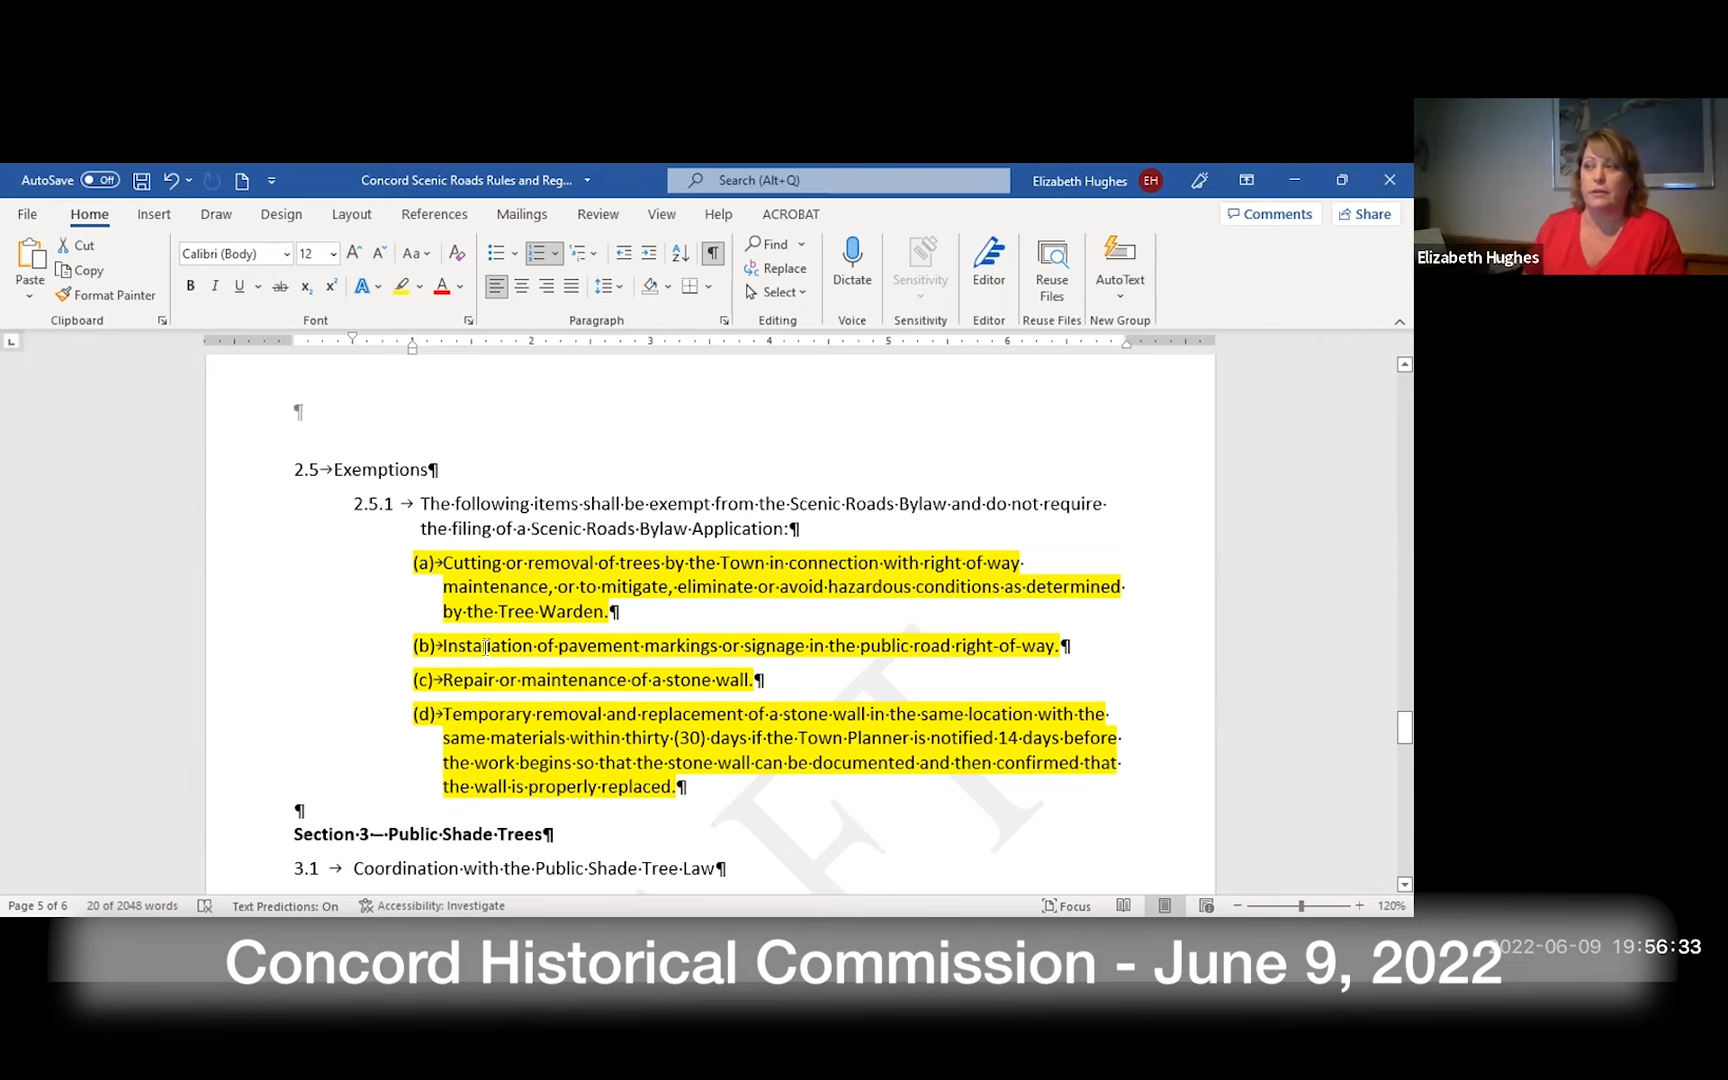 AutoSave Off Concord Scenic Roads Rules and Reg... Search (Alt+Q) Elizabeth Hughes EH
File Home Insert Draw Design Layout References Mailings Review View Help ACROBAT Comments Share
Paste Cut Copy Format Painter
Calibri (Body) 12
Find Replace Select
Dictate Sensitivity Editor Reuse Files AutoText
Clipboard Font Paragraph Editing Voice Sensitivity Editor Reuse Files New Group
Elizabeth Hughes
1 2 3 4 5 6
¶
2.5→Exemptions¶
2.5.1 → The·following·items·shall·be·exempt·from·the·Scenic·Roads·Bylaw·and·do·not·require·
the·filing·of·a·Scenic·Roads·Bylaw·Application:¶
(a)→Cutting·or·removal·of·trees·by·the·Town·in·connection·with·right·of·way·
maintenance,·or·to·mitigate,·eliminate·or·avoid·hazardous·conditions·as·determined·
by·the·Tree·Warden.¶
(b)→Installation·of·pavement·markings·or·signage·in·the·public·road·right-of-way.¶
(c)→Repair·or·maintenance·of·a·stone·wall.¶
(d)→Temporary·removal·and·replacement·of·a·stone·wall·in·the·same·location·with·the·
same·materials·within·thirty·(30)·days·if·the·Town·Planner·is·notified·14·days·before·
the·work·begins·so·that·the·stone·wall·can·be·documented·and·then·confirmed·that·
the·wall·is·properly·replaced.¶
¶
Section·3–·Public·Shade·Trees¶
3.1 → Coordination·with·the·Public·Shade·Tree·Law¶
Page 5 of 6 20 of 2048 words Text Predictions: On Accessibility: Investigate Focus 120%
Concord Historical Commission - June 9, 2022
2022-06-09 19:56:33